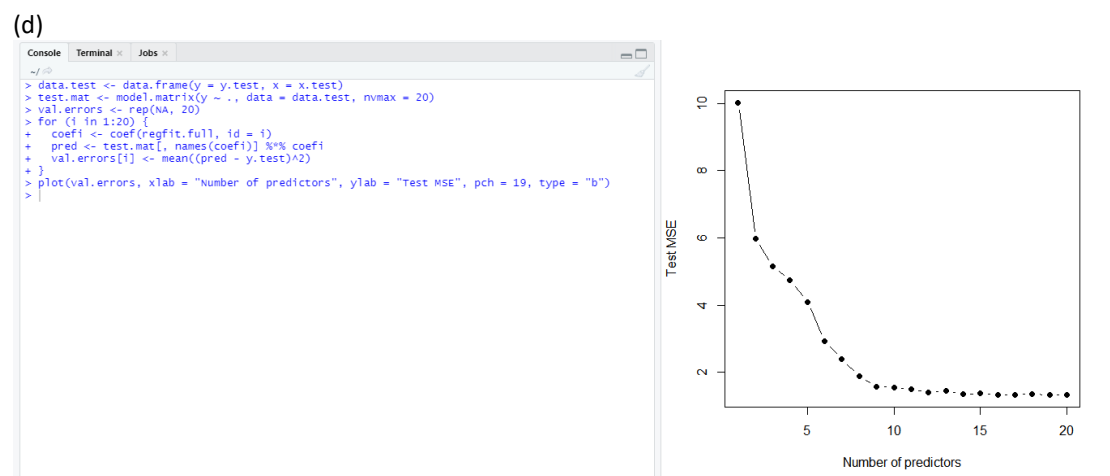 (d)
Console Terminal × Jobs ×
~/
> data.test <- data.frame(y = y.test, x = x.test)
> test.mat <- model.matrix(y ~ ., data = data.test, nvmax = 20)
> val.errors <- rep(NA, 20)
> for (i in 1:20) {
+   coefi <- coef(regfit.full, id = i)
+   pred <- test.mat[, names(coefi)] %*% coefi
+   val.errors[i] <- mean((pred - y.test)^2)
+ }
> plot(val.errors, xlab = "Number of predictors", ylab = "Test MSE", pch = 19, type = "b")
>
Test MSE
10
8
6
4
2
5 10 15 20
Number of predictors